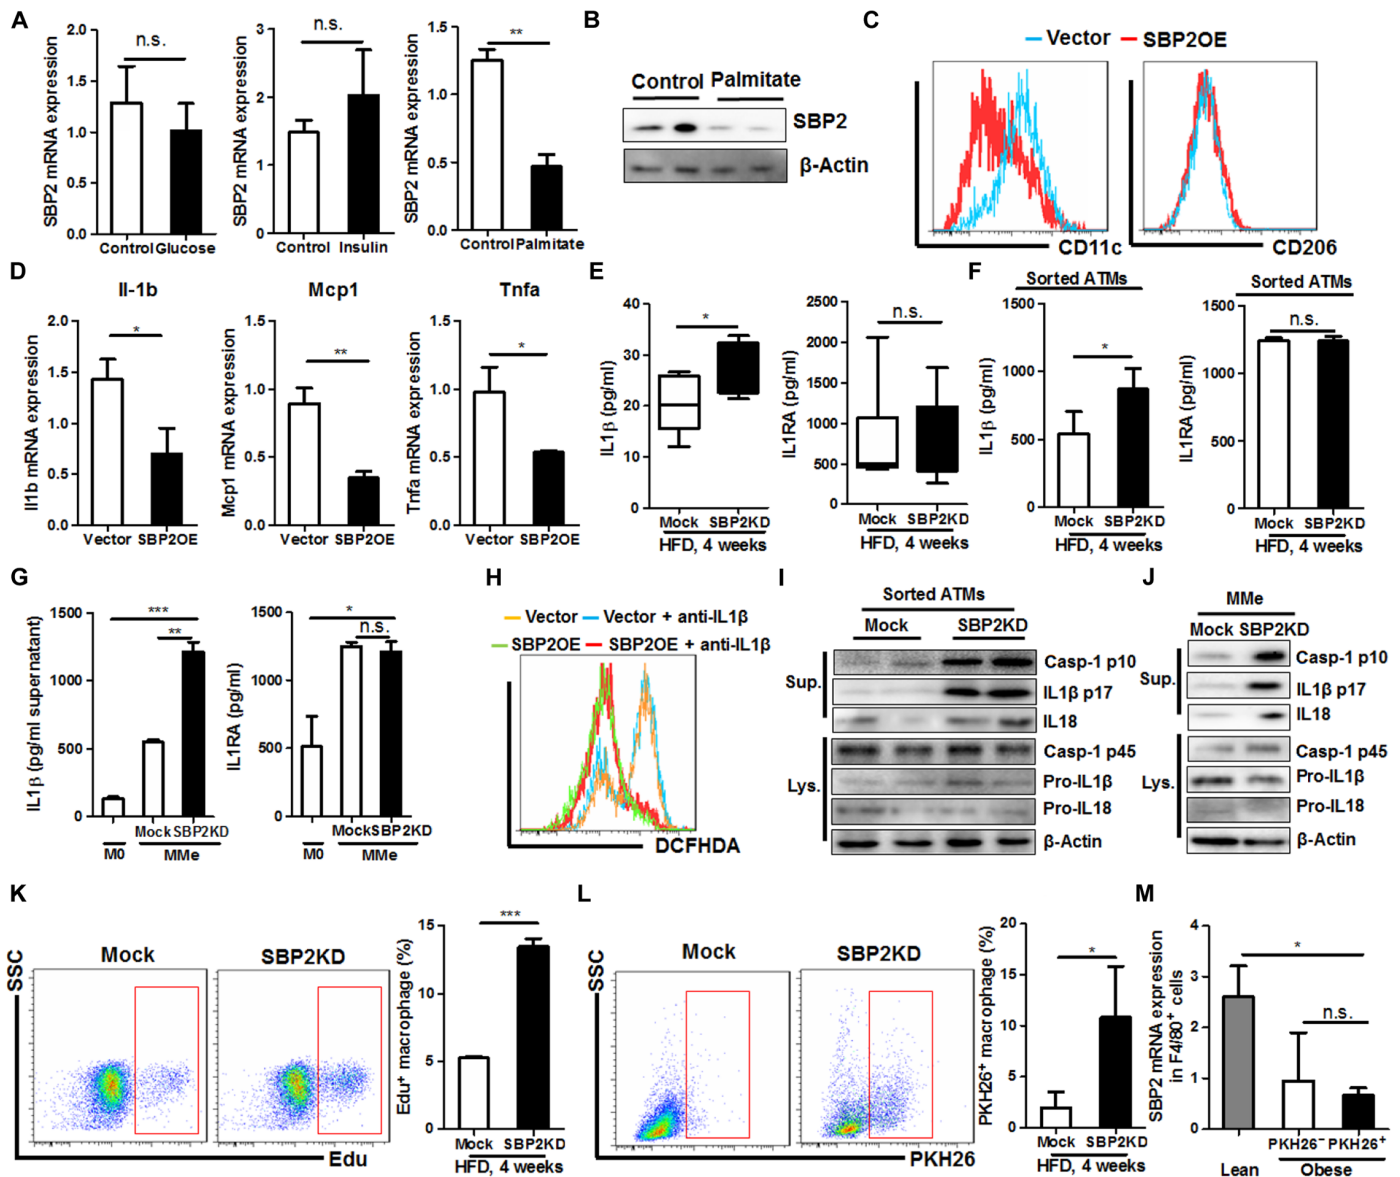 A
SBP2 mRNA expression
2.0
1.5
1.0
0.5
0.0
n.s.
Control Glucose
SBP2 mRNA expression
3
2
1
0
n.s.
Control Insulin
SBP2 mRNA expression
1.5
1.0
0.5
0.0
**
Control Palmitate
B
Control Palmitate
SBP2
β-Actin
C
Vector SBP2OE
CD11c
CD206
D
Il-1b
Il1b mRNA expression
2.0
1.5
1.0
0.5
0.0
*
Vector SBP2OE
Mcp1
Mcp1 mRNA expression
1.5
1.0
0.5
0.0
**
Vector SBP2OE
Tnfa
Tnfa mRNA expression
1.5
1.0
0.5
0.0
*
Vector SBP2OE
E
IL1β (pg/ml)
40
30
20
10
0
*
Mock SBP2KD
HFD, 4 weeks
IL1RA (pg/ml)
2500
2000
1500
1000
500
0
n.s.
Mock SBP2KD
HFD, 4 weeks
F
Sorted ATMs
IL1β (pg/ml)
1500
1000
500
0
*
Mock SBP2KD
HFD, 4 weeks
Sorted ATMs
IL1RA (pg/ml)
1500
1000
500
0
n.s.
Mock SBP2KD
HFD, 4 weeks
G
IL1β (pg/ml supernatant)
1500
1000
500
0
***
**
Mock SBP2KD
M0 MMe
IL1RA (pg/ml)
1500
1000
500
0
*
n.s.
Mock SBP2KD
M0 MMe
H
Vector Vector + anti-IL1β
SBP2OE SBP2OE + anti-IL1β
DCFHDA
I
Sorted ATMs
Mock SBP2KD
Sup.
Casp-1 p10
IL1β p17
IL18
Lys.
Casp-1 p45
Pro-IL1β
Pro-IL18
β-Actin
J
MMe
Mock SBP2KD
Sup.
Casp-1 p10
IL1β p17
IL18
Lys.
Casp-1 p45
Pro-IL1β
Pro-IL18
β-Actin
K
SSC
Mock
SBP2KD
Edu
Edu+ macrophage (%)
15
10
5
0
***
Mock SBP2KD
HFD, 4 weeks
L
SSC
Mock
SBP2KD
PKH26
PKH26+ macrophage (%)
20
15
10
5
0
*
Mock SBP2KD
HFD, 4 weeks
M
SBP2 mRNA expression
in F4/80+ cells
4
3
2
1
0
*
n.s.
PKH26− PKH26+
Lean Obese